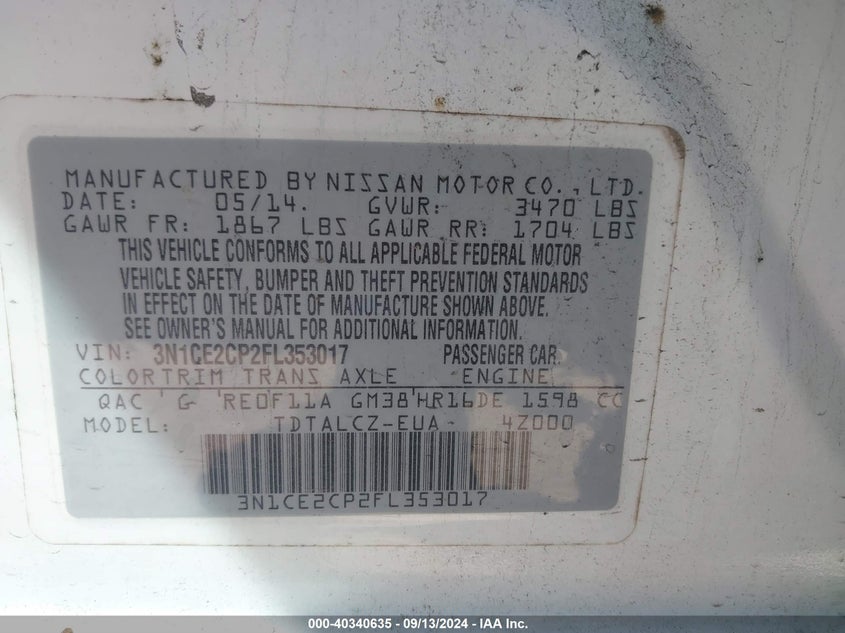 MANUFACTURED BY NISSAN MOTOR CO., LTD.
DATE: 05/14. GVWR: 3470 LBS
GAWR FR: 1867 LBS GAWR RR: 1704 LBS
THIS VEHICLE CONFORMS TO ALL APPLICABLE FEDERAL MOTOR
VEHICLE SAFETY, BUMPER AND THEFT PREVENTION STANDARDS
IN EFFECT ON THE DATE OF MANUFACTURE SHOWN ABOVE.
SEE OWNER'S MANUAL FOR ADDITIONAL INFORMATION.
VIN: 3N1CE2CP2FL353017 PASSENGER CAR
COLOR TRIM TRANS AXLE ENGINE
QAC G RE0F11A GM38 HR16DE 1598 CC
MODEL: TDTALCZ-EUA- 4Z000
3N1CE2CP2FL353017
000-40340635 - 09/13/2024 - IAA Inc.